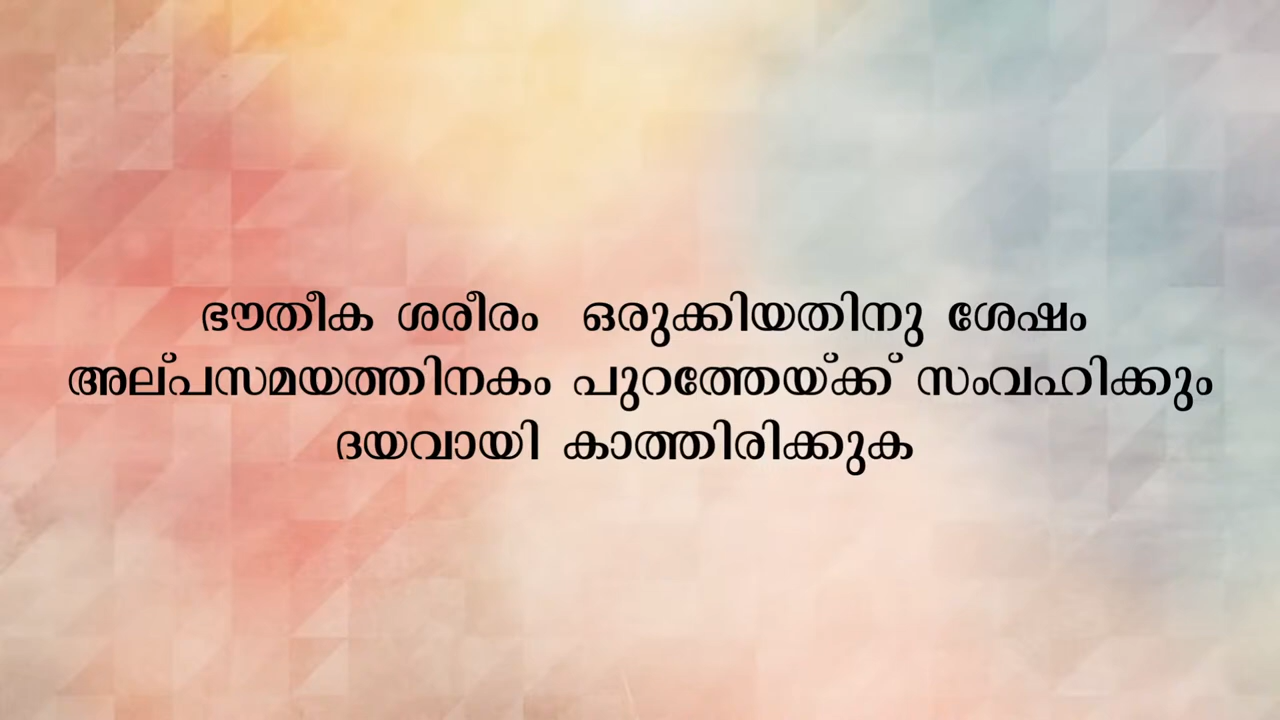 ഭൗതീക ശരീരം ഒരുക്കിയതിനു ശേഷം
അല്പസമയത്തിനകം പുറത്തേയ്ക്ക് സംവഹിക്കും
ദയവായി കാത്തിരിക്കുക